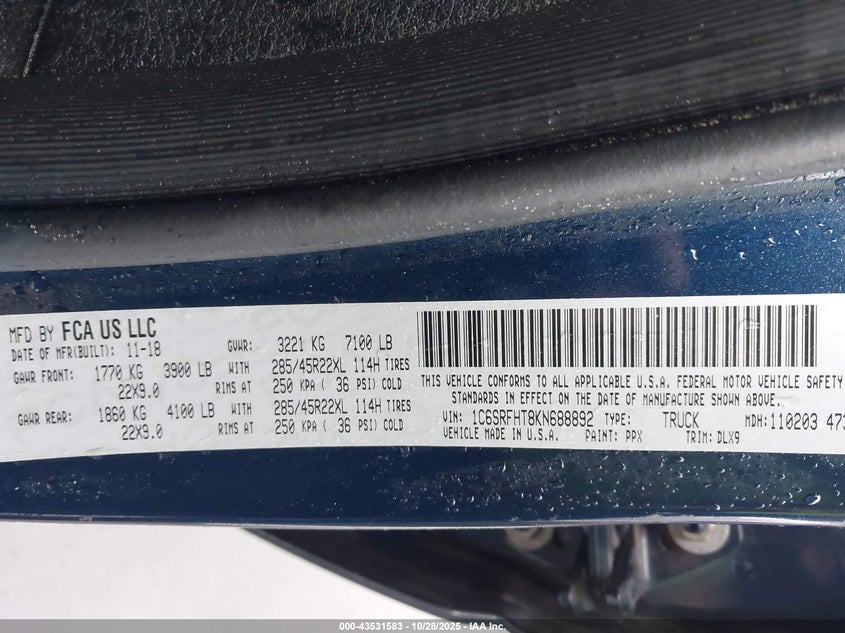 MFD BY FCA US LLC
DATE OF MFR(BUILT): 11-18
GVWR: 3221 KG 7100 LB
GAWR FRONT: 1770 KG 3900 LB WITH 285/45R22XL 114H TIRES
22X9.0 RIMS AT 250 KPA ( 36 PSI) COLD
GAWR REAR: 1860 KG 4100 LB WITH 285/45R22XL 114H TIRES
22X9.0 RIMS AT 250 KPA ( 36 PSI) COLD
THIS VEHICLE CONFORMS TO ALL APPLICABLE U.S.A. FEDERAL MOTOR VEHICLE SAFETY
STANDARDS IN EFFECT ON THE DATE OF MANUFACTURE SHOWN ABOVE.
VIN: 1C6SRFHT8KN688892 TYPE: TRUCK MDH: 110203 473
VEHICLE MADE IN U.S.A. PAINT: PPX TRIM: DLX9
000-43531583 - 10/28/2025 - IAA Inc.